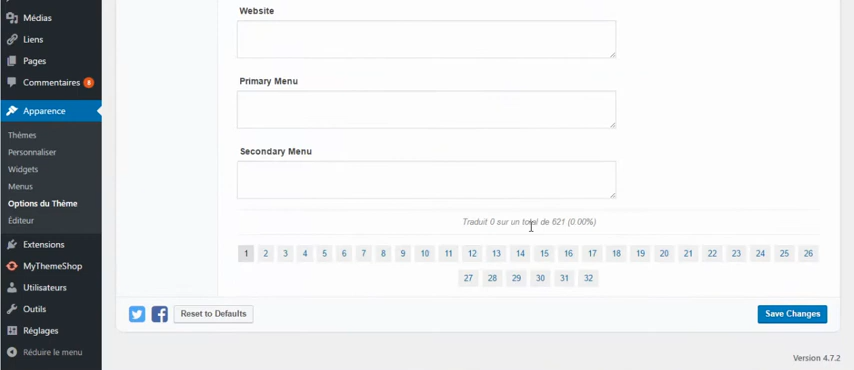 Médias
Liens
Pages
Commentaires 6
Apparence
Thèmes
Personnaliser
Widgets
Menus
Options du Thème
Éditeur
Extensions
MyThemeShop
Utilisateurs
Outils
Réglages
Réduire le menu
Website
Primary Menu
Secondary Menu
Traduit 0 sur un total de 621 (0.00%)
1 2 3 4 5 6 7 8 9 10 11 12 13 14 15 16 17 18 19 20 21 22 23 24 25 26
27 28 29 30 31 32
Reset to Defaults
Save Changes
Version 4.7.2